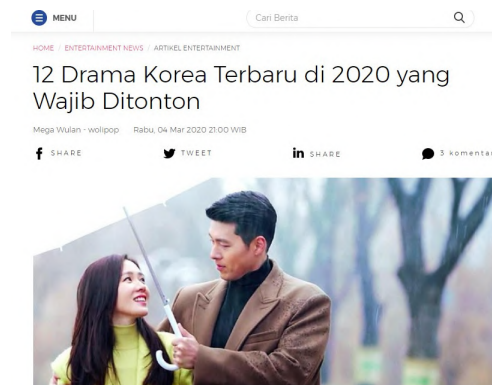 MENU
Cari Berita
HOME / ENTERTAINMENT NEWS / ARTIKEL ENTERTAINMENT
12 Drama Korea Terbaru di 2020 yang
Wajib Ditonton
Mega Wulan - wolipop Rabu, 04 Mar 2020 21:00 WIB
SHARE TWEET SHARE 3 komentar